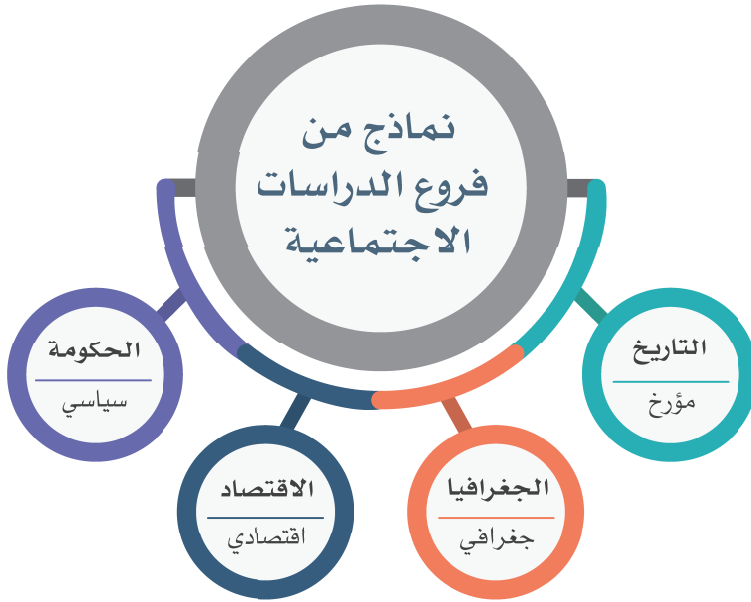 نماذج من
فروع الدراسات
الاجتماعية
التاريخ
مؤرخ
الجغرافيا
جغرافي
الاقتصاد
اقتصادي
الحكومة
سياسي